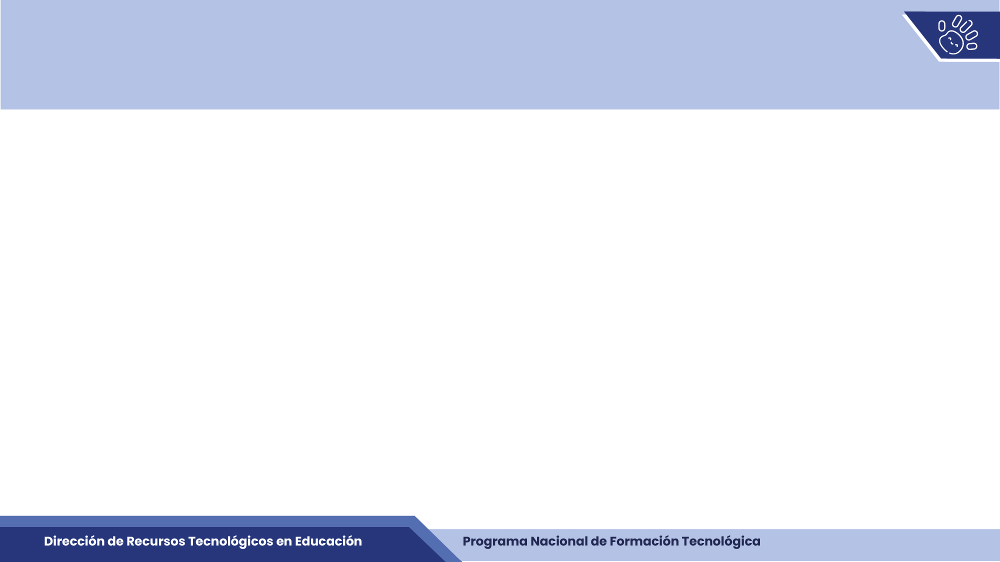 Dirección de Recursos Tecnológicos en Educación
Programa Nacional de Formación Tecnológica